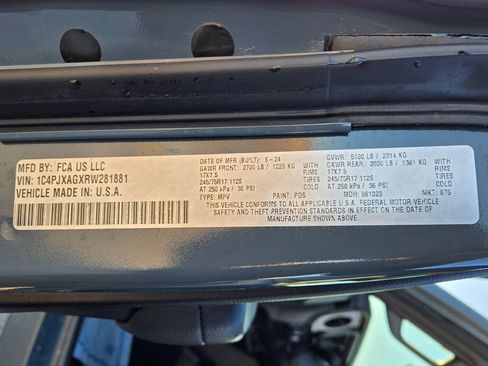 MFD BY: FCA US LLC
VIN: 1C4PJXAGXRW281881
VEHICLE MADE IN: U.S.A.
DATE OF MFR (BUILT): 6-24
GVWR: 5100 LB / 2314 KG
GAWR FRONT: 2700 LB / 1225 KG
GAWR REAR: 3000 LB / 1361 KG
17X7.5 RIMS
17X7.5 RIMS
245/75R17 112S TIRES
245/75R17 112S TIRES
AT 250 kPa / 36 PSI
AT 250 kPa / 36 PSI
TYPE: MPV PAINT: PDS MDH: 061023 MKT: 875
THIS VEHICLE CONFORMS TO ALL APPLICABLE U.S.A. FEDERAL MOTOR VEHICLE
SAFETY AND THEFT PREVENTION STANDARDS IN EFFECT ON THE DATE OF
MANUFACTURE SHOWN ABOVE.